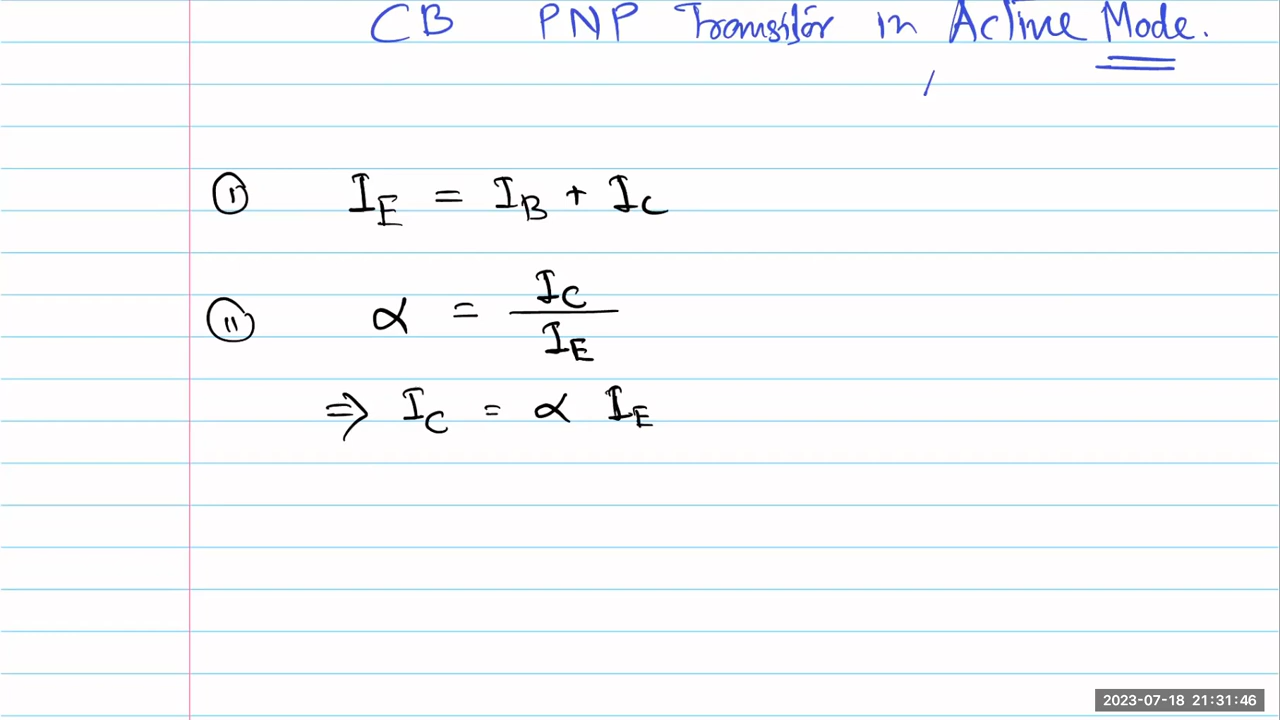 CB PNP Transistor in Active Mode.
(i) I_E = I_B + I_C
(ii) α = I_C / I_E
⇒ I_C = α I_E
2023-07-18 21:31:46